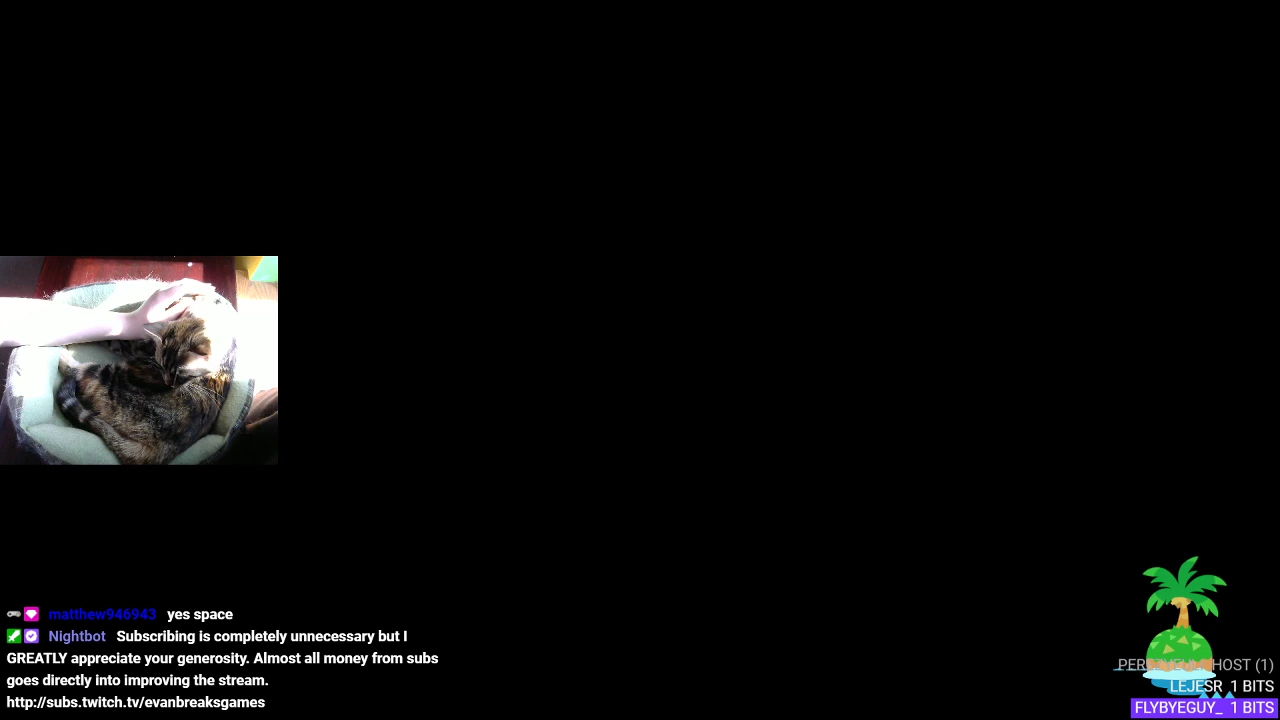 matthew946943 yes space
Nightbot Subscribing is completely unnecessary but I
GREATLY appreciate your generosity. Almost all money from subs
goes directly into improving the stream.
http://subs.twitch.tv/evanbreaksgames
HOST (1)
LEJESR 1 BITS
FLYBYEGUY_ 1 BITS